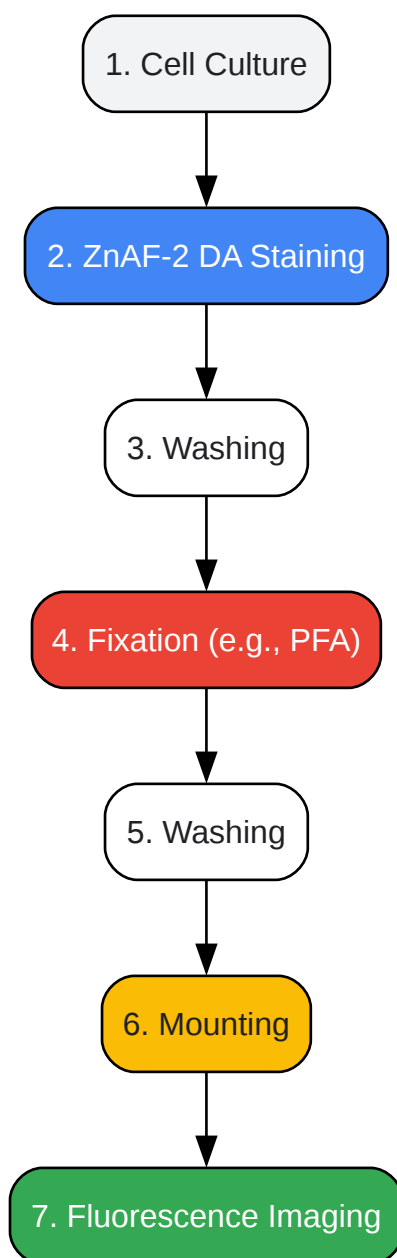 1. Cell Culture
2. ZnAF-2 DA Staining
3. Washing
4. Fixation (e.g., PFA)
5. Washing
6. Mounting
7. Fluorescence Imaging